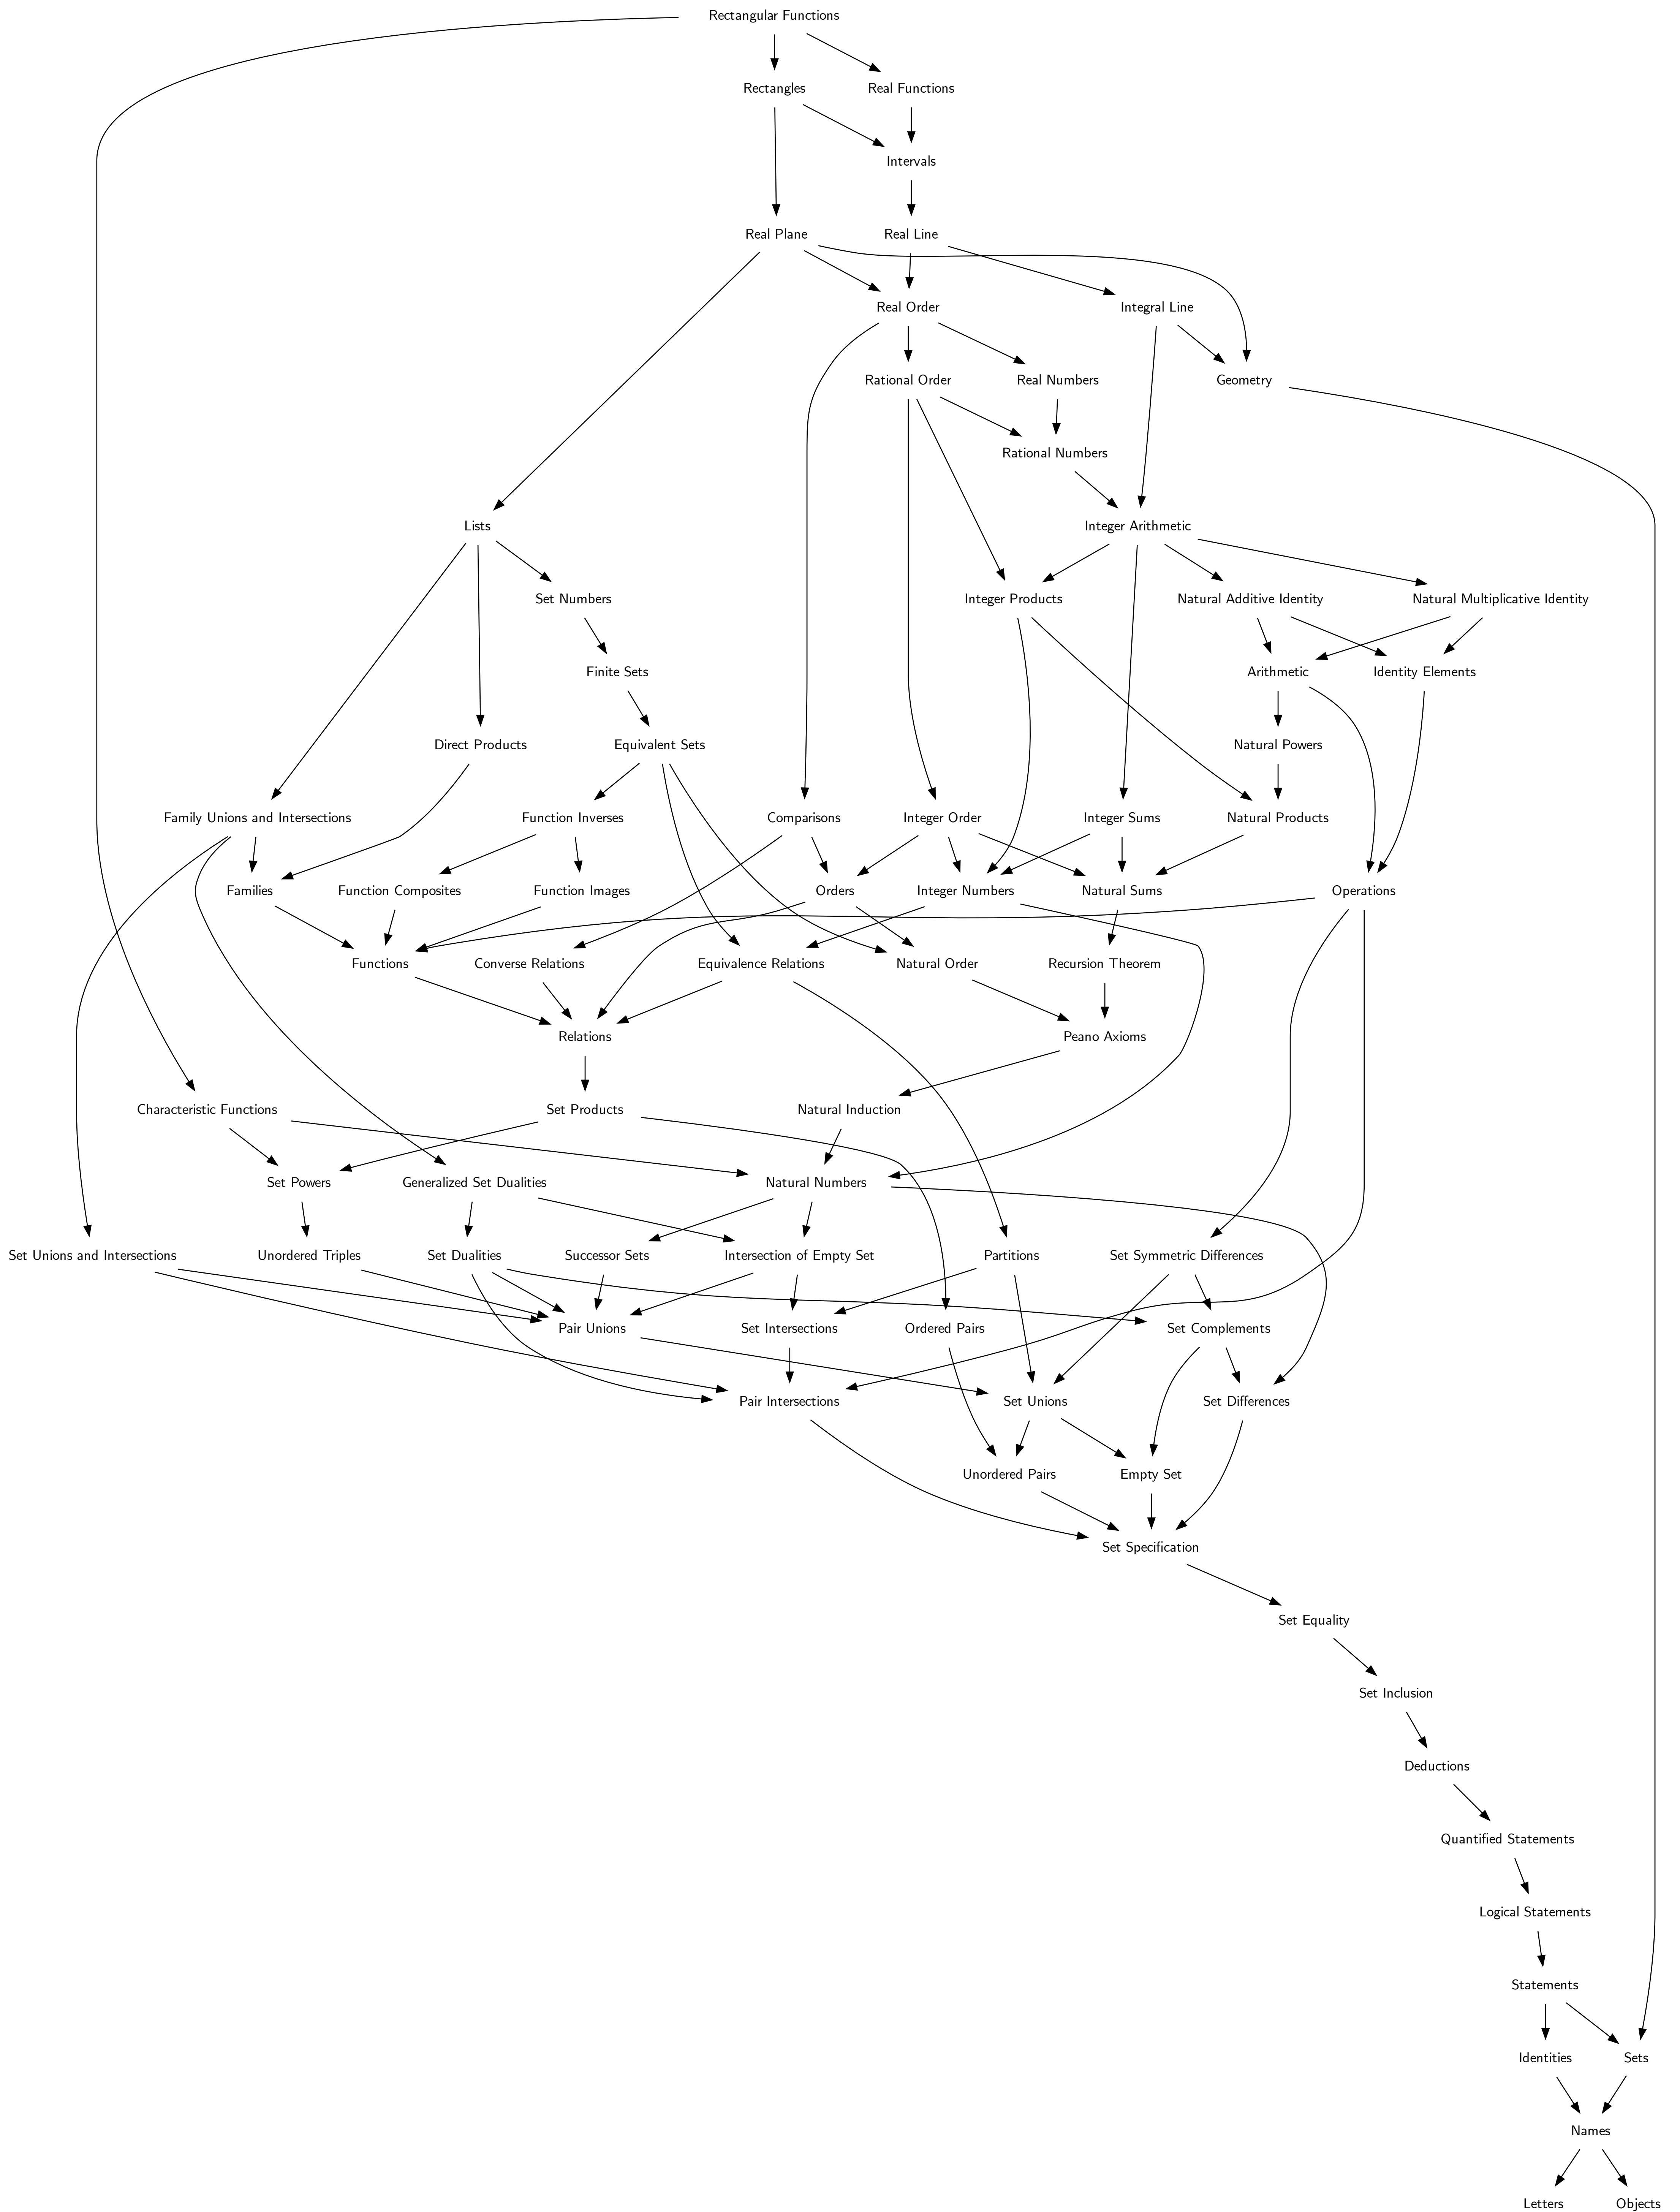 Rectangular Functions
Rectangles
Real Functions
Intervals
Real Plane
Real Line
Real Order
Integral Line
Rational Order
Real Numbers
Geometry
Rational Numbers
Lists
Integer Arithmetic
Set Numbers
Integer Products
Natural Additive Identity
Natural Multiplicative Identity
Finite Sets
Arithmetic
Identity Elements
Direct Products
Equivalent Sets
Natural Powers
Family Unions and Intersections
Function Inverses
Comparisons
Integer Order
Integer Sums
Natural Products
Families
Function Composites
Function Images
Orders
Integer Numbers
Natural Sums
Operations
Functions
Converse Relations
Equivalence Relations
Natural Order
Recursion Theorem
Relations
Peano Axioms
Characteristic Functions
Set Products
Natural Induction
Set Powers
Generalized Set Dualities
Natural Numbers
Set Unions and Intersections
Unordered Triples
Set Dualities
Successor Sets
Intersection of Empty Set
Partitions
Set Symmetric Differences
Pair Unions
Set Intersections
Ordered Pairs
Set Complements
Pair Intersections
Set Unions
Set Differences
Unordered Pairs
Empty Set
Set Specification
Set Equality
Set Inclusion
Deductions
Quantified Statements
Logical Statements
Statements
Identities
Sets
Names
Letters
Objects